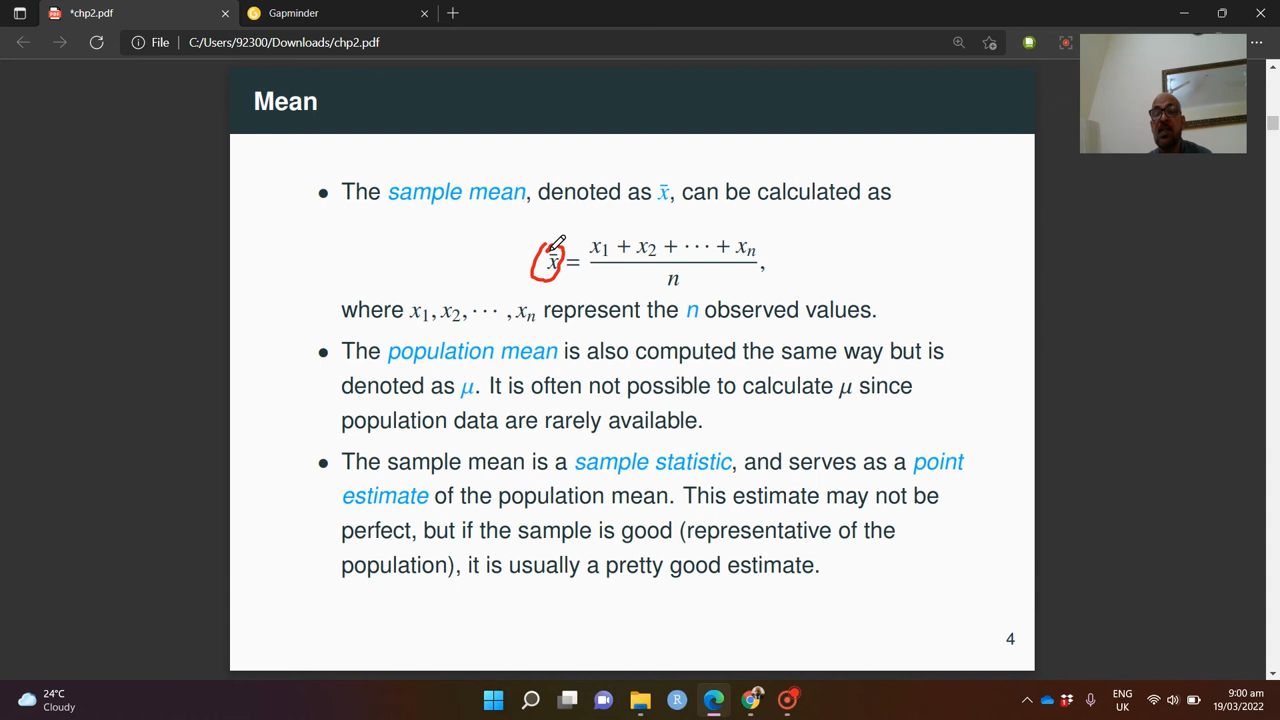 chp2.pdf
Gapminder
File
C:/Users/92300/Downloads/chp2.pdf
Mean
• The sample mean, denoted as x̄, can be calculated as
x̄ = (x₁ + x₂ + ··· + xₙ) / n,
where x₁, x₂, ··· , xₙ represent the n observed values.
• The population mean is also computed the same way but is
denoted as μ. It is often not possible to calculate μ since
population data are rarely available.
• The sample mean is a sample statistic, and serves as a point
estimate of the population mean. This estimate may not be
perfect, but if the sample is good (representative of the
population), it is usually a pretty good estimate.
4
24°C
Cloudy
R
ENG
UK
9:00 am
19/03/2022